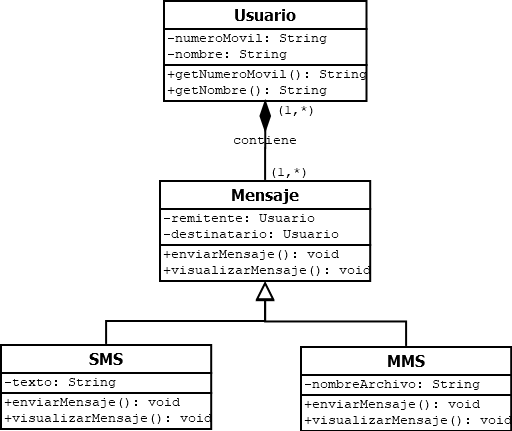 Usuario
-numeroMovil: String
-nombre: String
+getNumeroMovil(): String
+getNombre(): String
(1,*)
contiene
(1,*)
Mensaje
-remitente: Usuario
-destinatario: Usuario
+enviarMensaje(): void
+visualizarMensaje(): void
SMS
-texto: String
+enviarMensaje(): void
+visualizarMensaje(): void
MMS
-nombreArchivo: String
+enviarMensaje(): void
+visualizarMensaje(): void